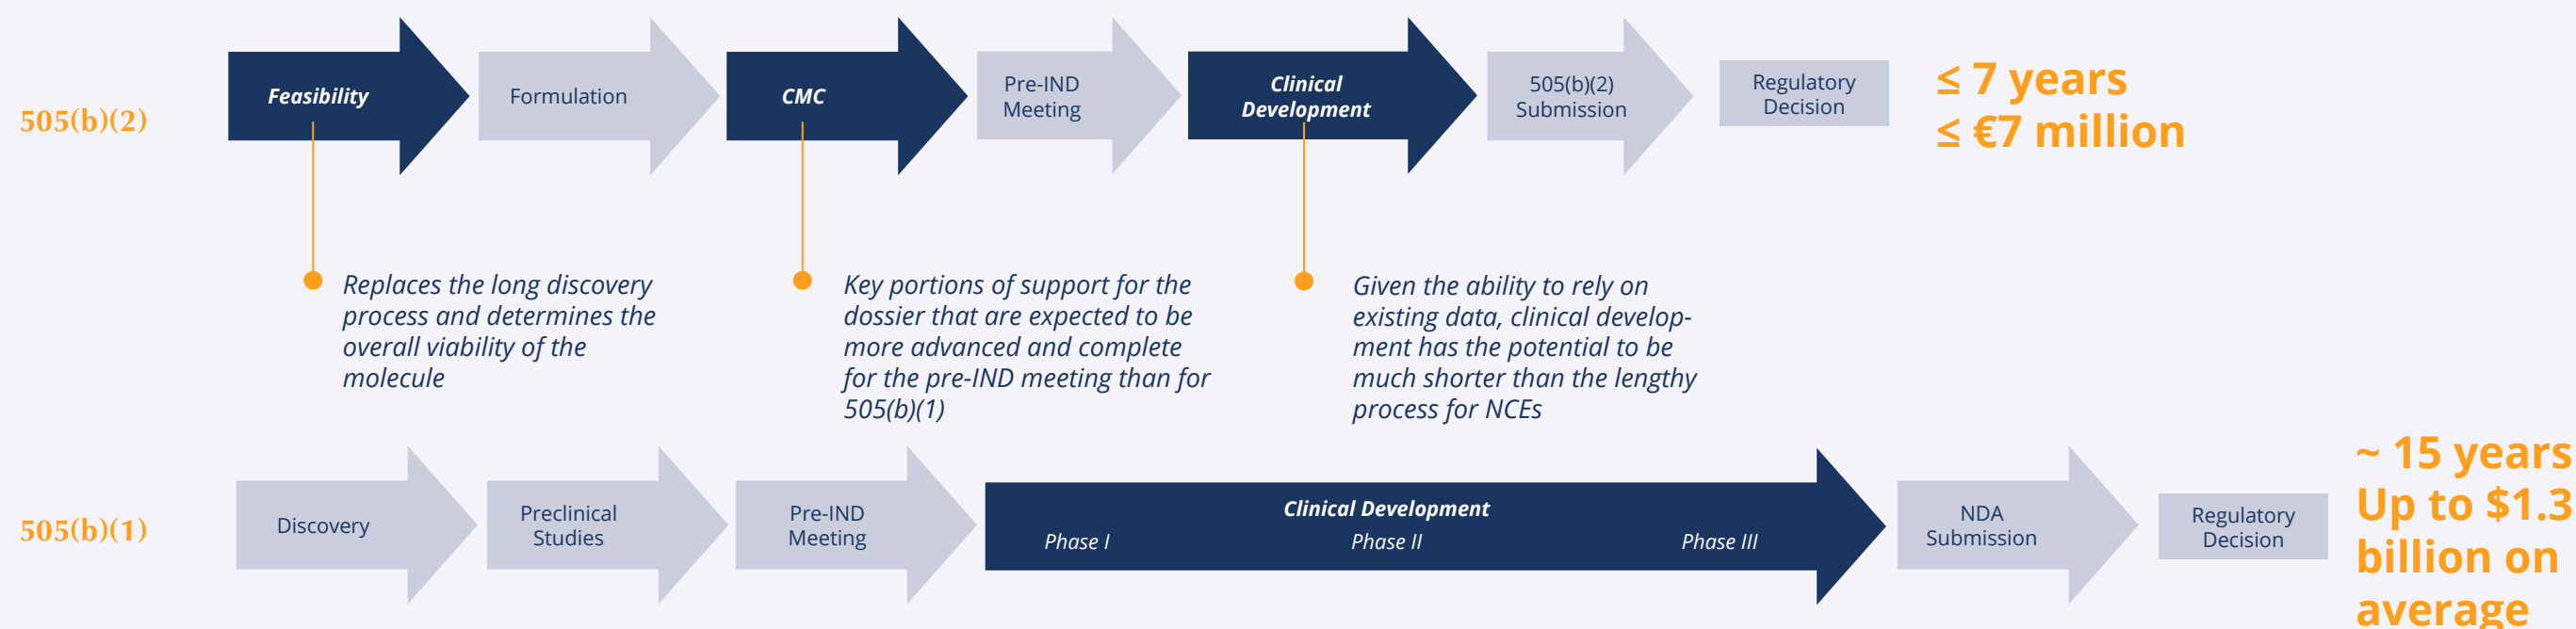 505(b)(2)
Feasibility
Formulation
CMC
Pre-IND
Meeting
Clinical
Development
505(b)(2)
Submission
Regulatory
Decision
≤ 7 years
≤ €7 million
Replaces the long discovery
process and determines the
overall viability of the
molecule
Key portions of support for the
dossier that are expected to be
more advanced and complete
for the pre-IND meeting than for
505(b)(1)
Given the ability to rely on
existing data, clinical develop-
ment has the potential to be
much shorter than the lengthy
process for NCEs
505(b)(1)
Discovery
Preclinical
Studies
Pre-IND
Meeting
Clinical Development
Phase I
Phase II
Phase III
NDA
Submission
Regulatory
Decision
~ 15 years
Up to $1.3
billion on
average